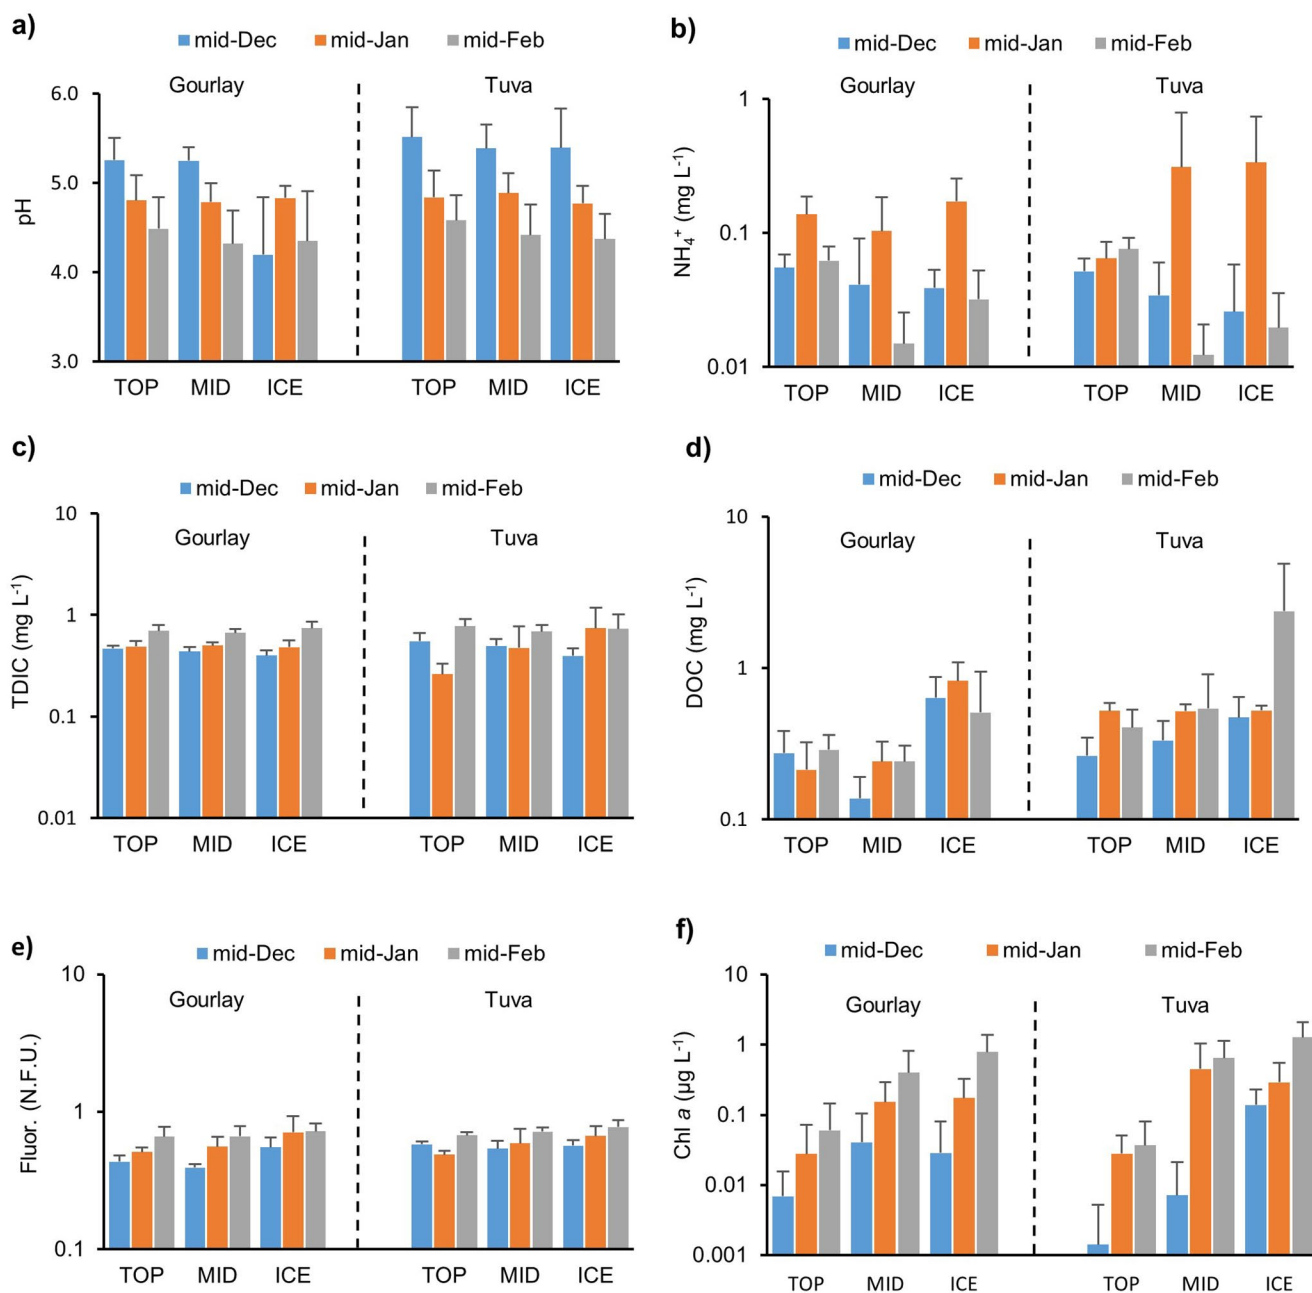 a)
mid-Dec mid-Jan mid-Feb
Gourlay Tuva
pH
6.0
5.0
4.0
3.0
TOP MID ICE TOP MID ICE
b)
mid-Dec mid-Jan mid-Feb
Gourlay Tuva
NH₄⁺ (mg L⁻¹)
1
0.1
0.01
TOP MID ICE TOP MID ICE
c)
mid-Dec mid-Jan mid-Feb
Gourlay Tuva
TDIC (mg L⁻¹)
10
1
0.1
0.01
TOP MID ICE TOP MID ICE
d)
mid-Dec mid-Jan mid-Feb
Gourlay Tuva
DOC (mg L⁻¹)
10
1
0.1
TOP MID ICE TOP MID ICE
e)
mid-Dec mid-Jan mid-Feb
Gourlay Tuva
Fluor. (N.F.U.)
10
1
0.1
TOP MID ICE TOP MID ICE
f)
mid-Dec mid-Jan mid-Feb
Gourlay Tuva
Chl a (µg L⁻¹)
10
1
0.1
0.01
0.001
TOP MID ICE TOP MID ICE